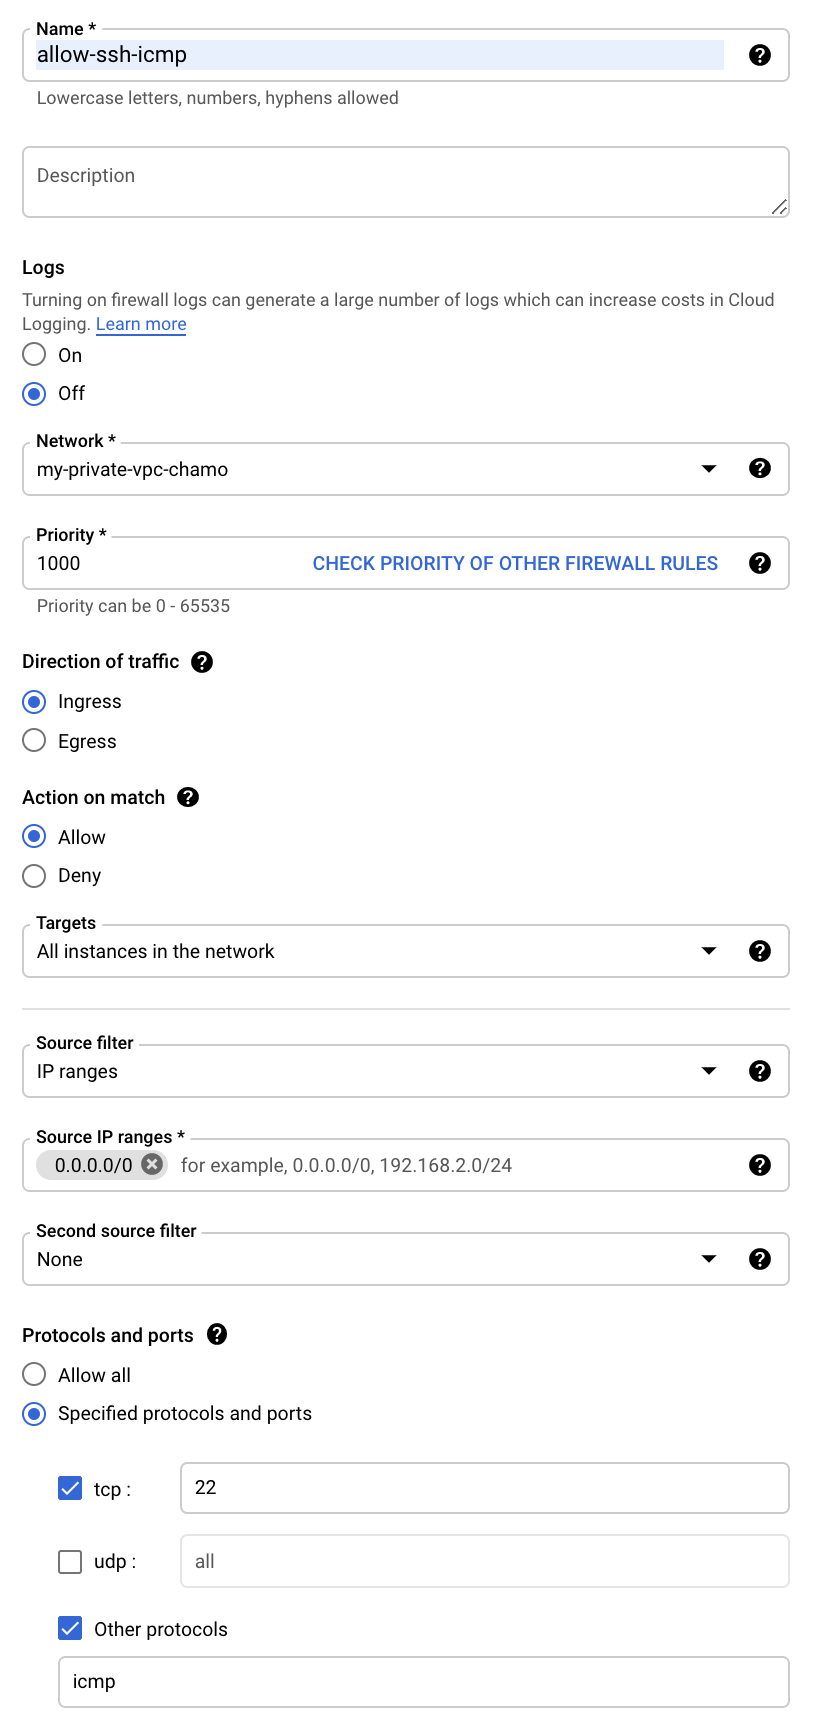 Name *
allow-ssh-icmp
Lowercase letters, numbers, hyphens allowed
Description
Logs
Turning on firewall logs can generate a large number of logs which can increase costs in Cloud
Logging. Learn more
On
Off
Network *
my-private-vpc-chamo
Priority *
1000 CHECK PRIORITY OF OTHER FIREWALL RULES
Priority can be 0 - 65535
Direction of traffic
Ingress
Egress
Action on match
Allow
Deny
Targets
All instances in the network
Source filter
IP ranges
Source IP ranges *
0.0.0.0/0 for example, 0.0.0.0/0, 192.168.2.0/24
Second source filter
None
Protocols and ports
Allow all
Specified protocols and ports
tcp : 22
udp : all
Other protocols
icmp